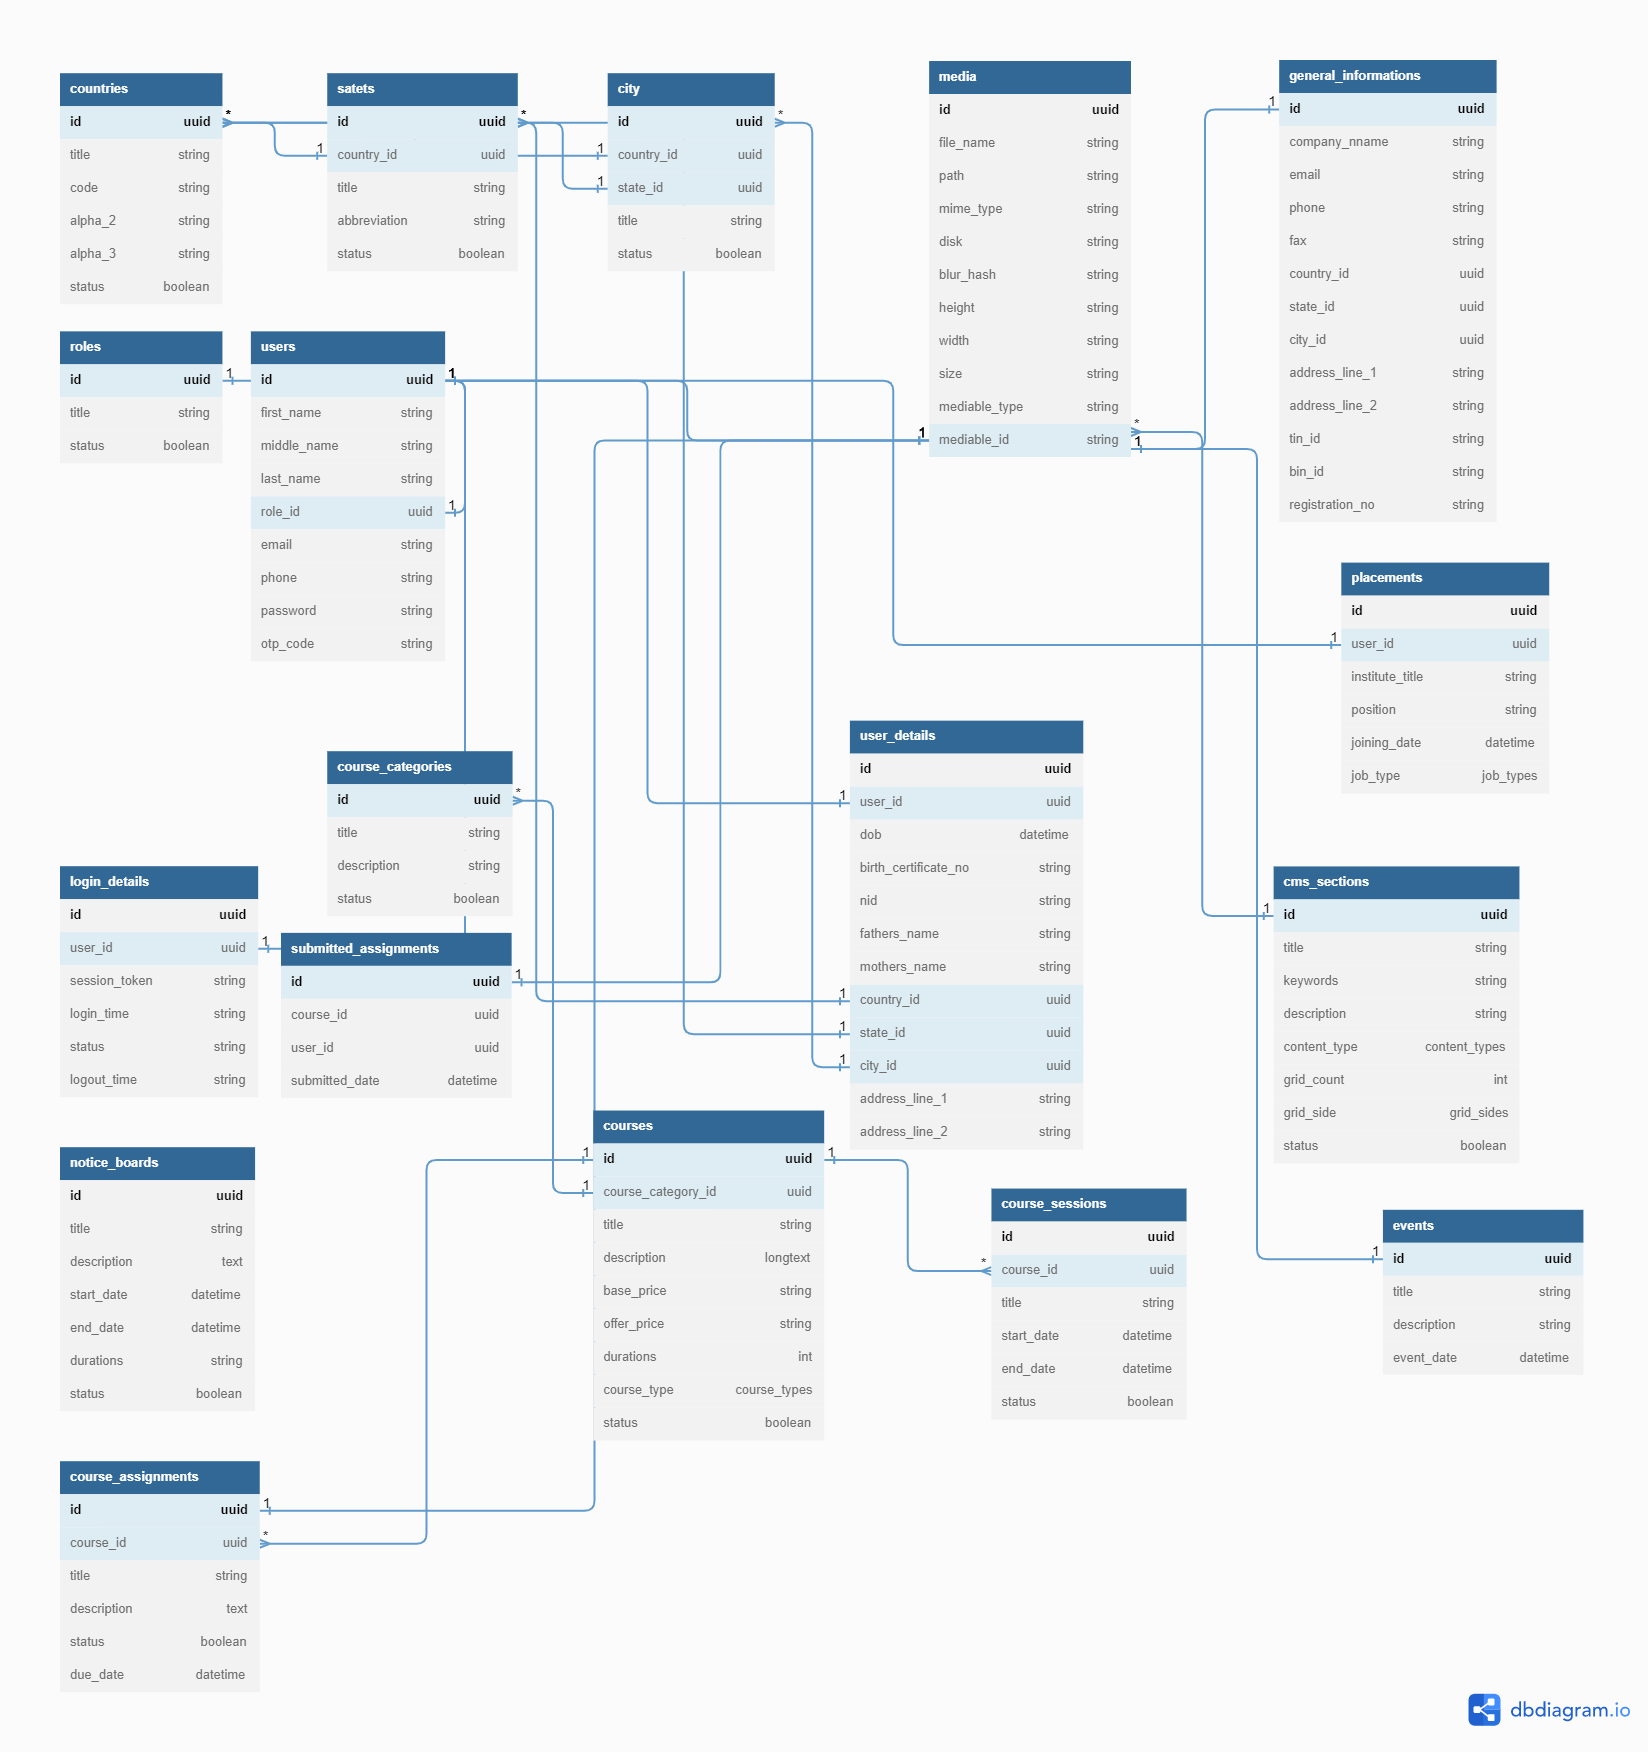 countries
id uuid
title string
code string
alpha_2 string
alpha_3 string
status boolean
satets
id uuid
country_id uuid
title string
abbreviation string
status boolean
city
id uuid
country_id uuid
state_id uuid
title string
status boolean
media
id uuid
file_name string
path string
mime_type string
disk string
blur_hash string
height string
width string
size string
mediable_type string
mediable_id string
general_informations
id uuid
company_nname string
email string
phone string
fax string
country_id uuid
state_id uuid
city_id uuid
address_line_1 string
address_line_2 string
tin_id string
bin_id string
registration_no string
roles
id uuid
title string
status boolean
users
id uuid
first_name string
middle_name string
last_name string
role_id uuid
email string
phone string
password string
otp_code string
placements
id uuid
user_id uuid
institute_title string
position string
joining_date datetime
job_type job_types
user_details
id uuid
user_id uuid
dob datetime
birth_certificate_no string
nid string
fathers_name string
mothers_name string
country_id uuid
state_id uuid
city_id uuid
address_line_1 string
address_line_2 string
course_categories
id uuid
title string
description string
status boolean
login_details
id uuid
user_id uuid
session_token string
login_time string
status string
logout_time string
submitted_assignments
id uuid
course_id uuid
user_id uuid
submitted_date datetime
cms_sections
id uuid
title string
keywords string
description string
content_type content_types
grid_count int
grid_side grid_sides
status boolean
courses
id uuid
course_category_id uuid
title string
description longtext
base_price string
offer_price string
durations int
course_type course_types
status boolean
notice_boards
id uuid
title string
description text
start_date datetime
end_date datetime
durations string
status boolean
course_sessions
id uuid
course_id uuid
title string
start_date datetime
end_date datetime
status boolean
events
id uuid
title string
description string
event_date datetime
course_assignments
id uuid
course_id uuid
title string
description text
status boolean
due_date datetime
dbdiagram.io